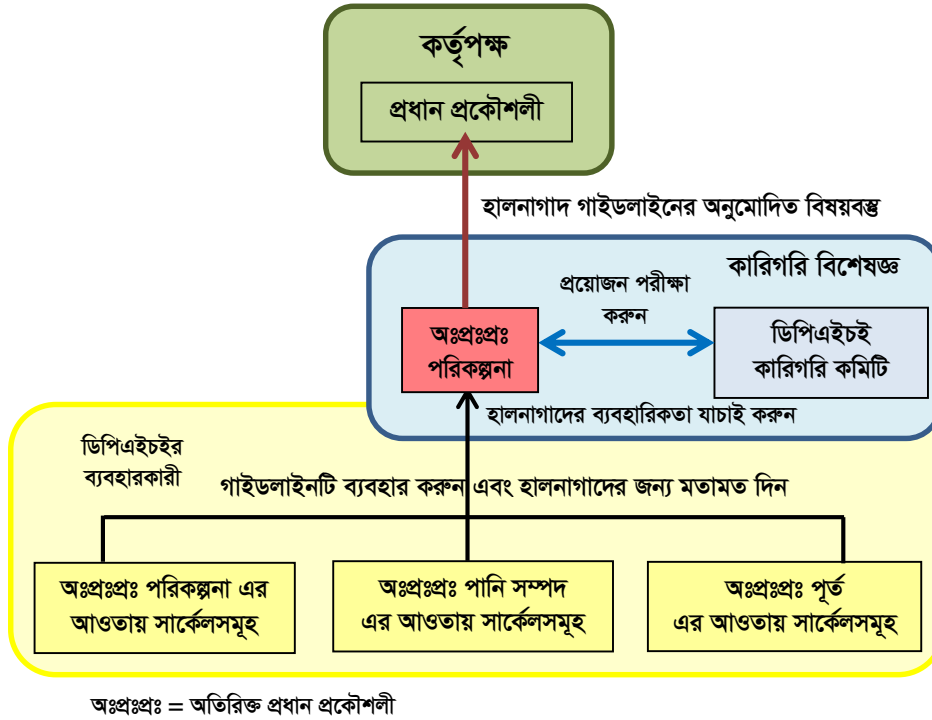 কর্তৃপক্ষ
প্রধান প্রকৌশলী
হালনাগাদ গাইডলাইনের অনুমোদিত বিষয়বস্তু
কারিগরি বিশেষজ্ঞ
প্রয়োজন পরীক্ষা
করুন
অঃপ্রঃপ্রঃ
পরিকল্পনা
ডিপিএইচই
কারিগরি কমিটি
হালনাগাদের ব্যবহারিকতা যাচাই করুন
ডিপিএইচইর
ব্যবহারকারী
গাইডলাইনটি ব্যবহার করুন এবং হালনাগাদের জন্য মতামত দিন
অঃপ্রঃপ্রঃ পরিকল্পনা এর
আওতায় সার্কেলসমূহ
অঃপ্রঃপ্রঃ পানি সম্পদ
এর আওতায় সার্কেলসমূহ
অঃপ্রঃপ্রঃ পূর্ত
এর আওতায় সার্কেলসমূহ
অঃপ্রঃপ্রঃ = অতিরিক্ত প্রধান প্রকৌশলী